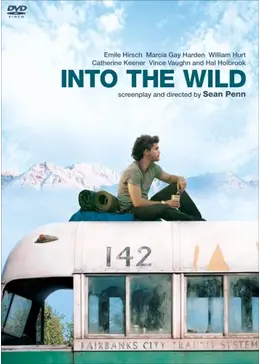 DVD
VIDEO
Emile Hirsch Marcia Gay Harden William Hurt
Catherine Keener Vince Vaughn and Hal Holbrook
INTO THE WILD
screenplay and directed by Sean Penn
142
FAIRBANKS CITY TRANSIT SYSTEM